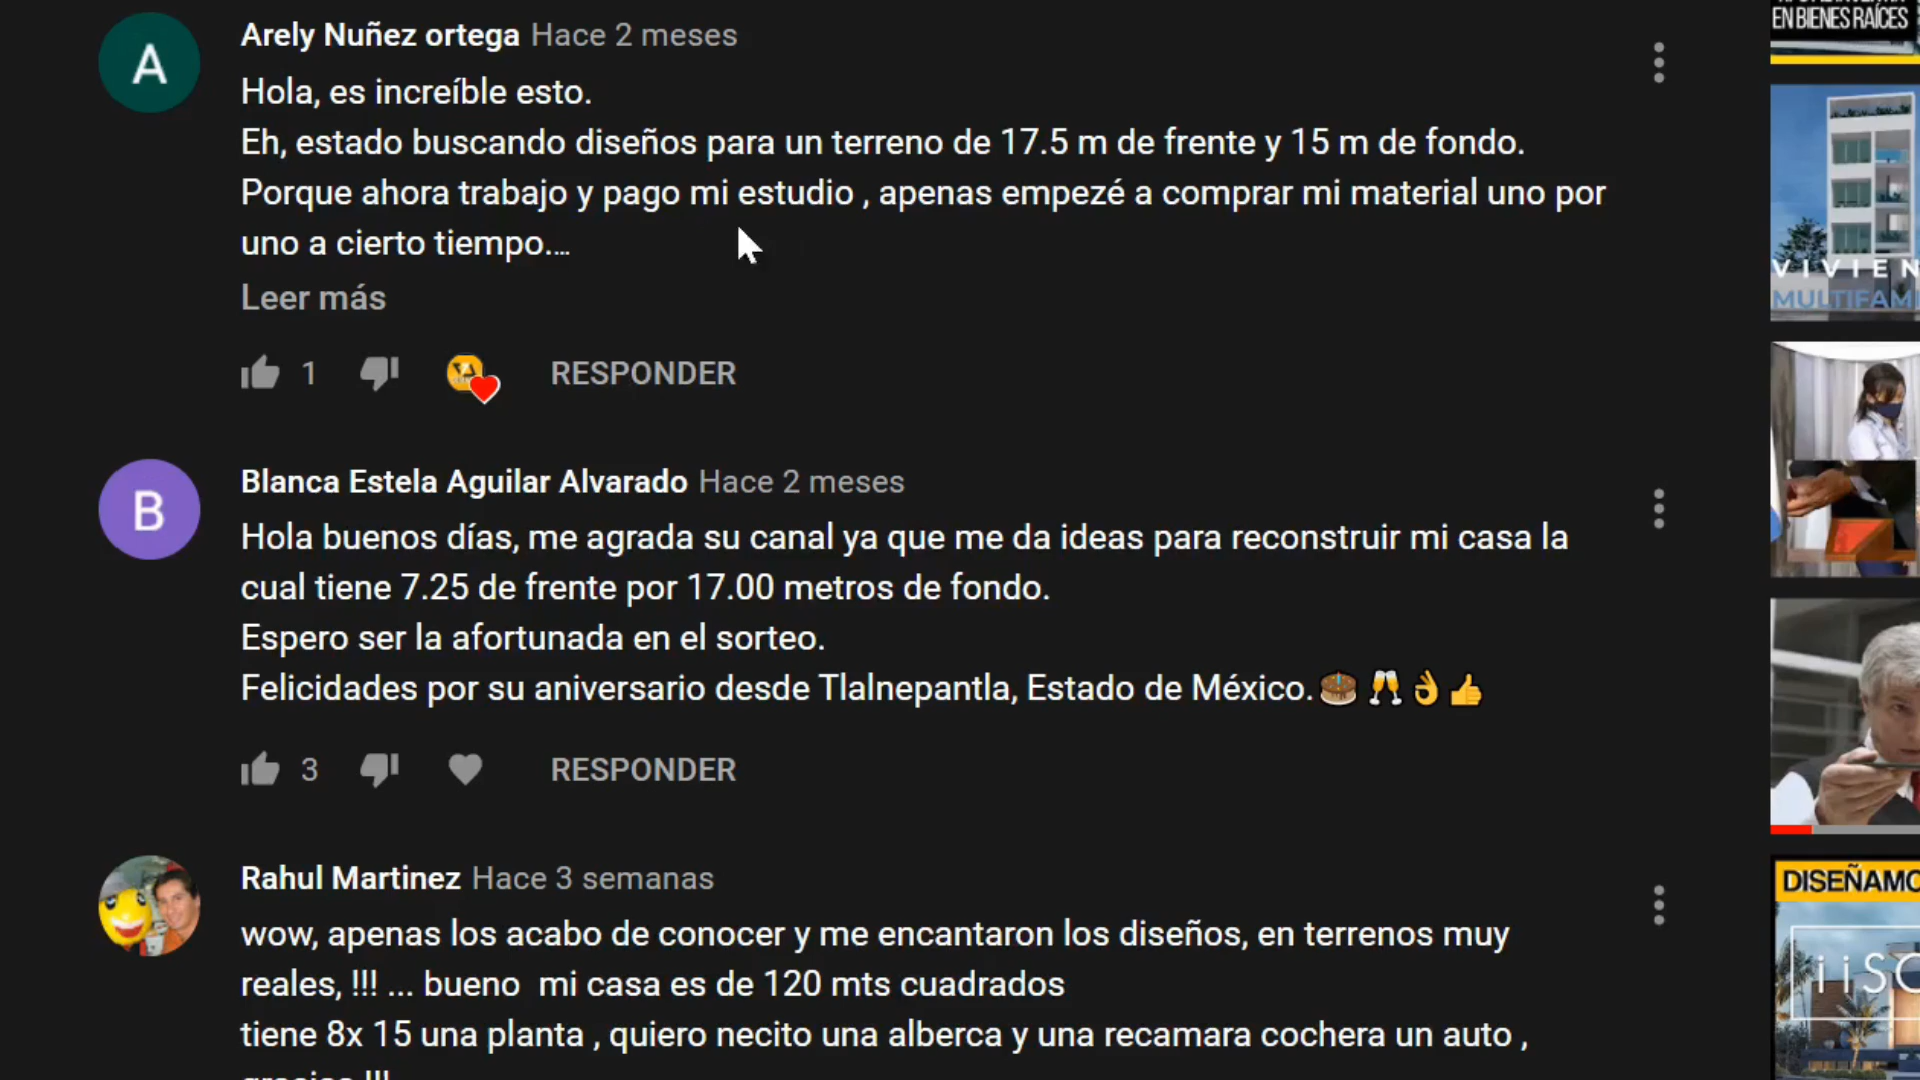 A
Arely Nuñez ortega Hace 2 meses
Hola, es increíble esto.
Eh, estado buscando diseños para un terreno de 17.5 m de frente y 15 m de fondo.
Porque ahora trabajo y pago mi estudio , apenas empezé a comprar mi material uno por
uno a cierto tiempo....
Leer más
1 RESPONDER
B
Blanca Estela Aguilar Alvarado Hace 2 meses
Hola buenos días, me agrada su canal ya que me da ideas para reconstruir mi casa la
cual tiene 7.25 de frente por 17.00 metros de fondo.
Espero ser la afortunada en el sorteo.
Felicidades por su aniversario desde Tlalnepantla, Estado de México.🎂🥂👌👍
3 RESPONDER
Rahul Martinez Hace 3 semanas
wow, apenas los acabo de conocer y me encantaron los diseños, en terrenos muy
reales, !!! ... bueno  mi casa es de 120 mts cuadrados
tiene 8x 15 una planta , quiero necito una alberca y una recamara cochera un auto ,
EN BIENES RAÍCES
VIVIEN
MULTIFAMI
DISEÑAMO
¡¡SO